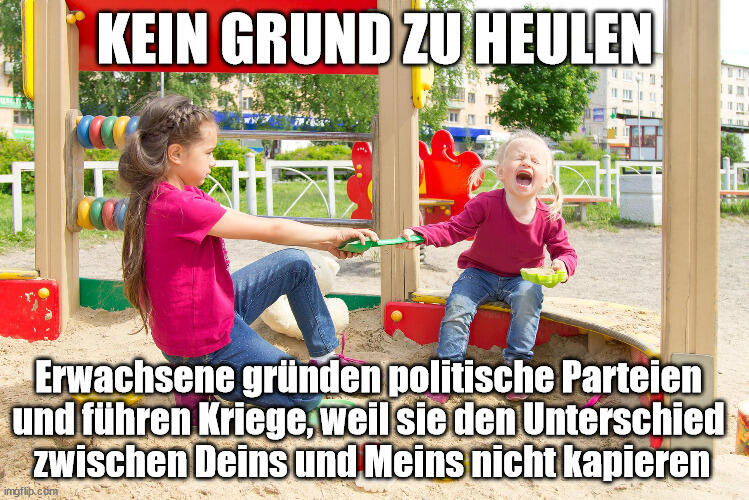 KEIN GRUND ZU HEULEN
Erwachsene gründen politische Parteien
und führen Kriege, weil sie den Unterschied
zwischen Deins und Meins nicht kapieren
imgflip.com